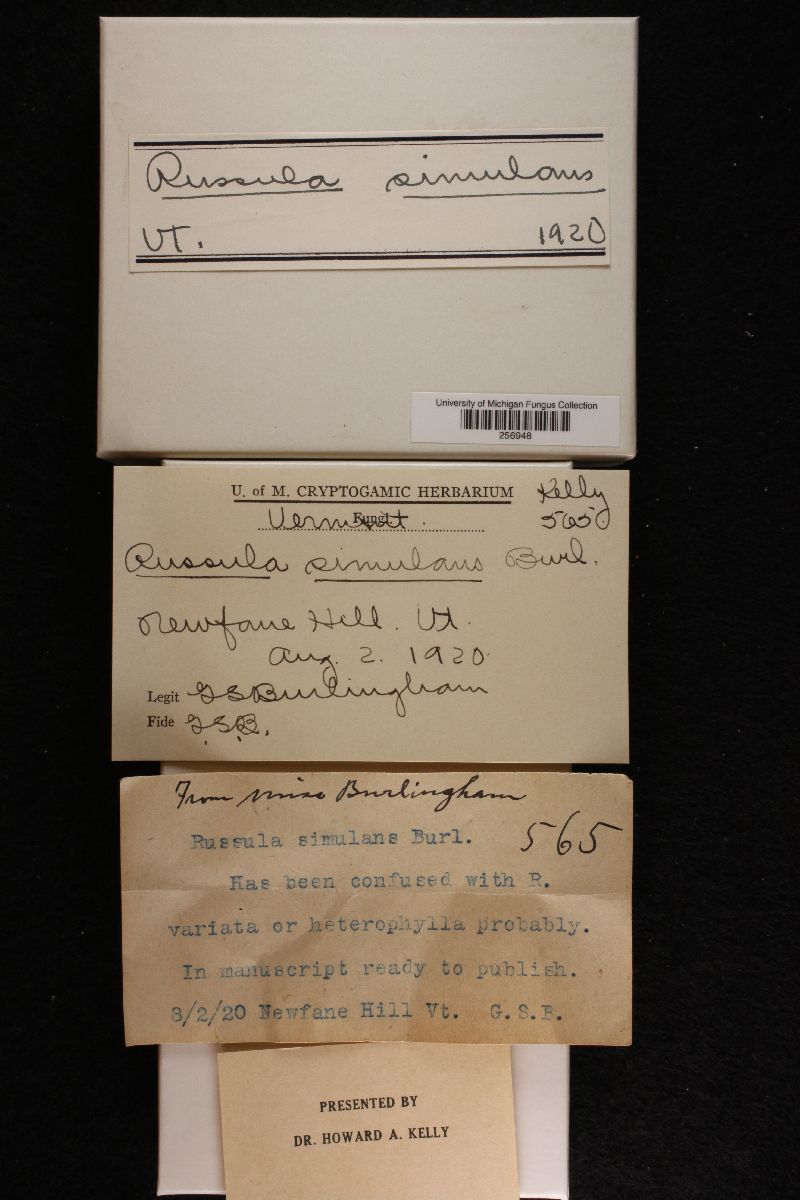 Russula simulans
VT. 1920
University of Michigan Fungus Collection
256948
U. of M. CRYPTOGAMIC HERBARIUM
Kelly
Fungi
Vermont.
565
Russula simulans Burl.
Newfane Hill. Vt.
Aug. 2. 1920
Legit GSBurlingham
Fide G.S.B.
From Miss Burlingham
Russula simulans Burl.
565
Has been confused with R.
variata or heterophylla probably.
In manuscript ready to publish.
8/2/20 Newfane Hill Vt. G.S.B.
PRESENTED BY
DR. HOWARD A. KELLY